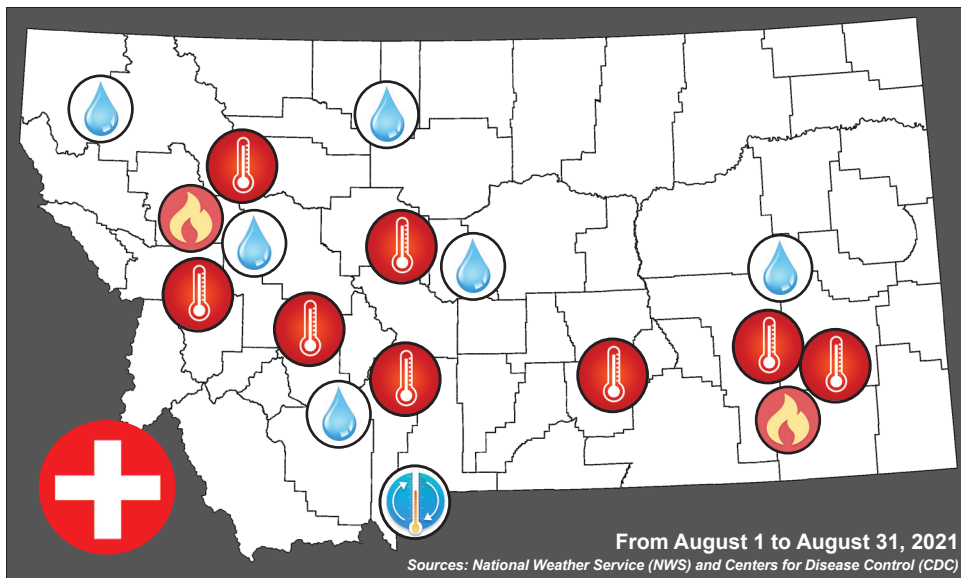 From August 1 to August 31, 2021
Sources: National Weather Service (NWS) and Centers for Disease Control (CDC)